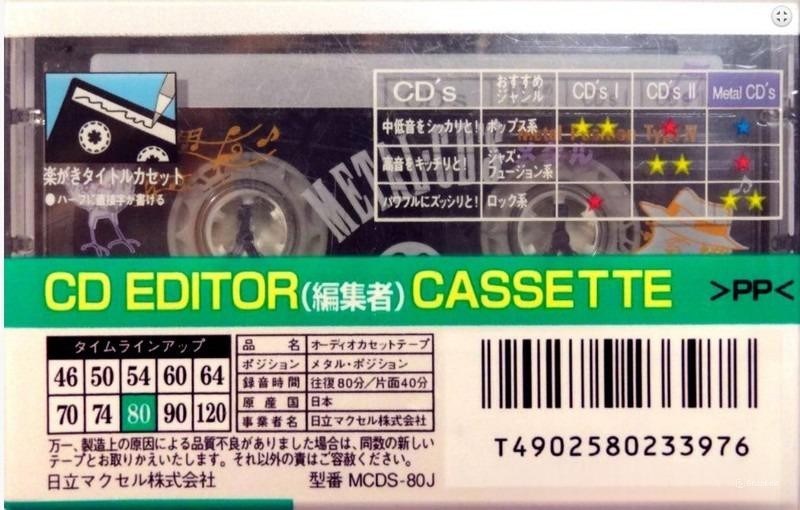 CD's おすすめジャンル CD's I CD's II Metal CD's
中低音をシッカリと! ポップス系 ★★ ★ ★
高音をキッチリと! ジャズ・フュージョン系 ★★ ★
パワフルにズッシリと! ロック系 ★ ★★
楽がきタイトルカセット
●ハーフに直接字が書ける
METAL
CD EDITOR(編集者)CASSETTE >PP<
タイムラインアップ
46 50 54 60 64
70 74 80 90 120
品名 オーディオカセットテープ
ポジション メタル・ポジション
録音時間 往復80分/片面40分
原産国 日本
事業者名 日立マクセル株式会社
万一、製造上の原因による品質不良がありました場合は、同数の新しい
テープとお取りかえいたします。それ以外の責はご容赦ください。
日立マクセル株式会社 型番 MCDS-80J
T4902580233976